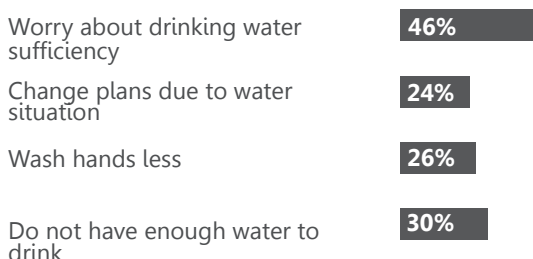 Worry about drinking water
sufficiency
46%
Change plans due to water
situation
24%
Wash hands less
26%
Do not have enough water to
drink
30%